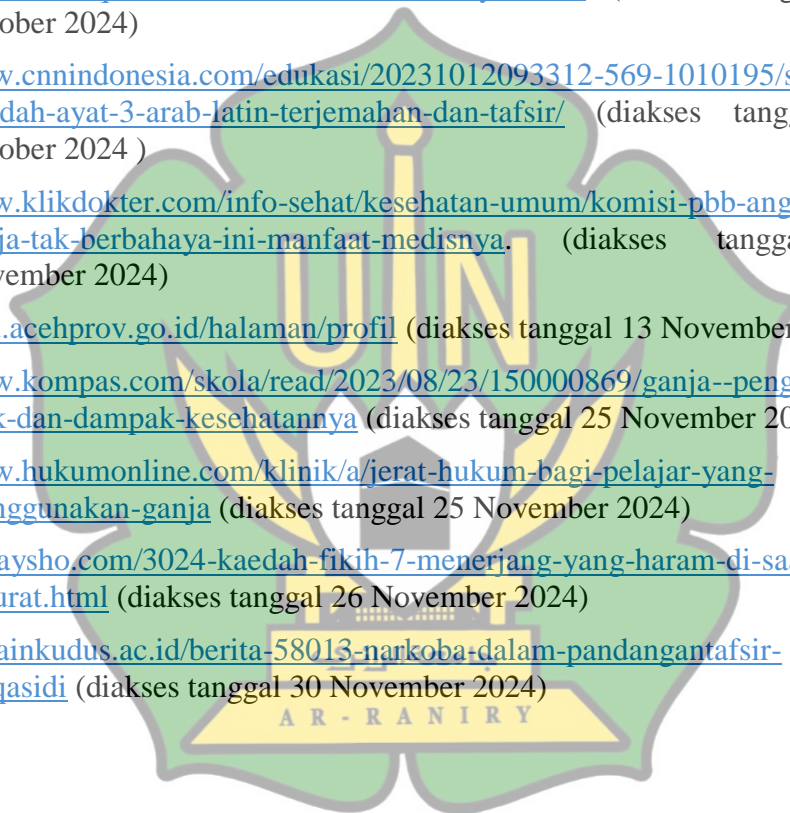 ober 2024)
w.cnnindonesia.com/edukasi/20231012093312-569-1010195/s
dah-ayat-3-arab-latin-terjemahan-dan-tafsir/ (diakses tangg
ober 2024 )
w.klikdokter.com/info-sehat/kesehatan-umum/komisi-pbb-ang
ja-tak-berbahaya-ini-manfaat-medisnya. (diakses tangga
vember 2024)
.acehprov.go.id/halaman/profil (diakses tanggal 13 November
w.kompas.com/skola/read/2023/08/23/150000869/ganja--peng
k-dan-dampak-kesehatannya (diakses tanggal 25 November 20
w.hukumonline.com/klinik/a/jerat-hukum-bagi-pelajar-yang-
nggunakan-ganja (diakses tanggal 25 November 2024)
aysho.com/3024-kaedah-fikih-7-menerjang-yang-haram-di-sa
urat.html (diakses tanggal 26 November 2024)
ainkudus.ac.id/berita-58013-narkoba-dalam-pandangantafsir-
qasidi (diakses tanggal 30 November 2024)
UIN
AR-RANIRY